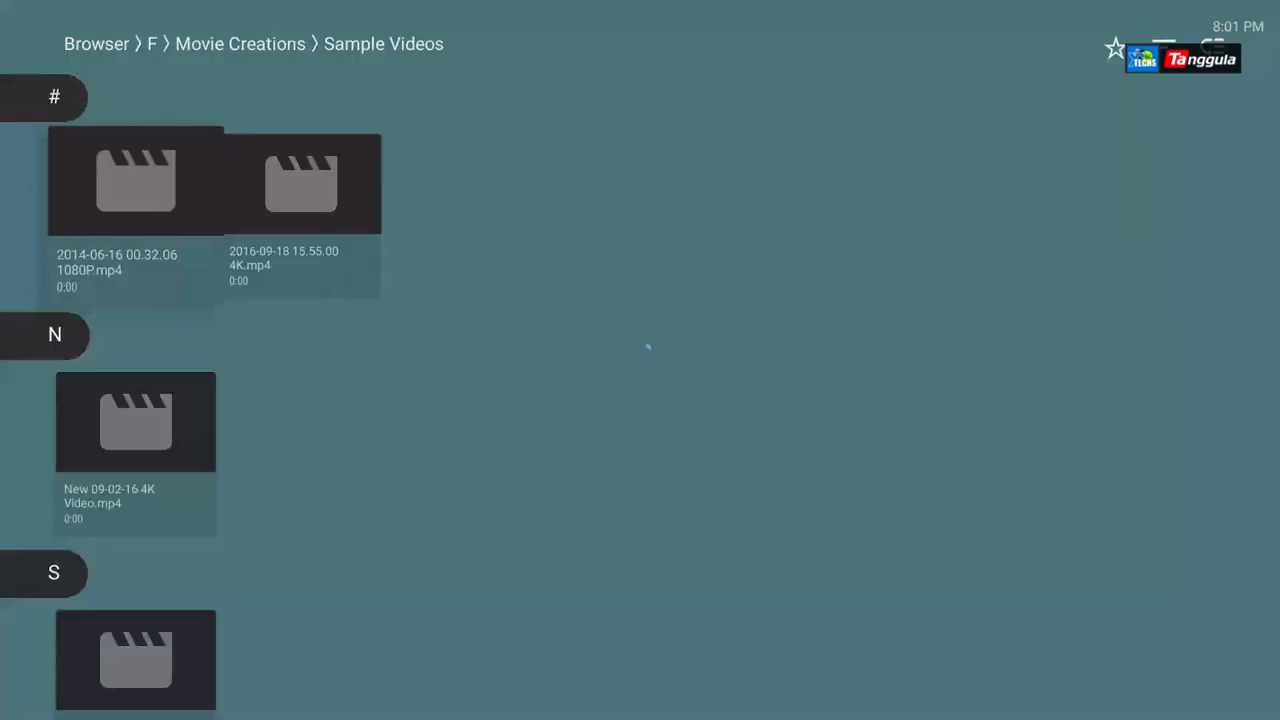 8:01 PM
Browser 〉 F 〉 Movie Creations 〉 Sample Videos
TECHS Tanggula
#
2014-06-16 00.32.06
1080P.mp4
0:00
2016-09-18 15.55.00
4K.mp4
0:00
N
New 09-02-16 4K
Video.mp4
0:00
S